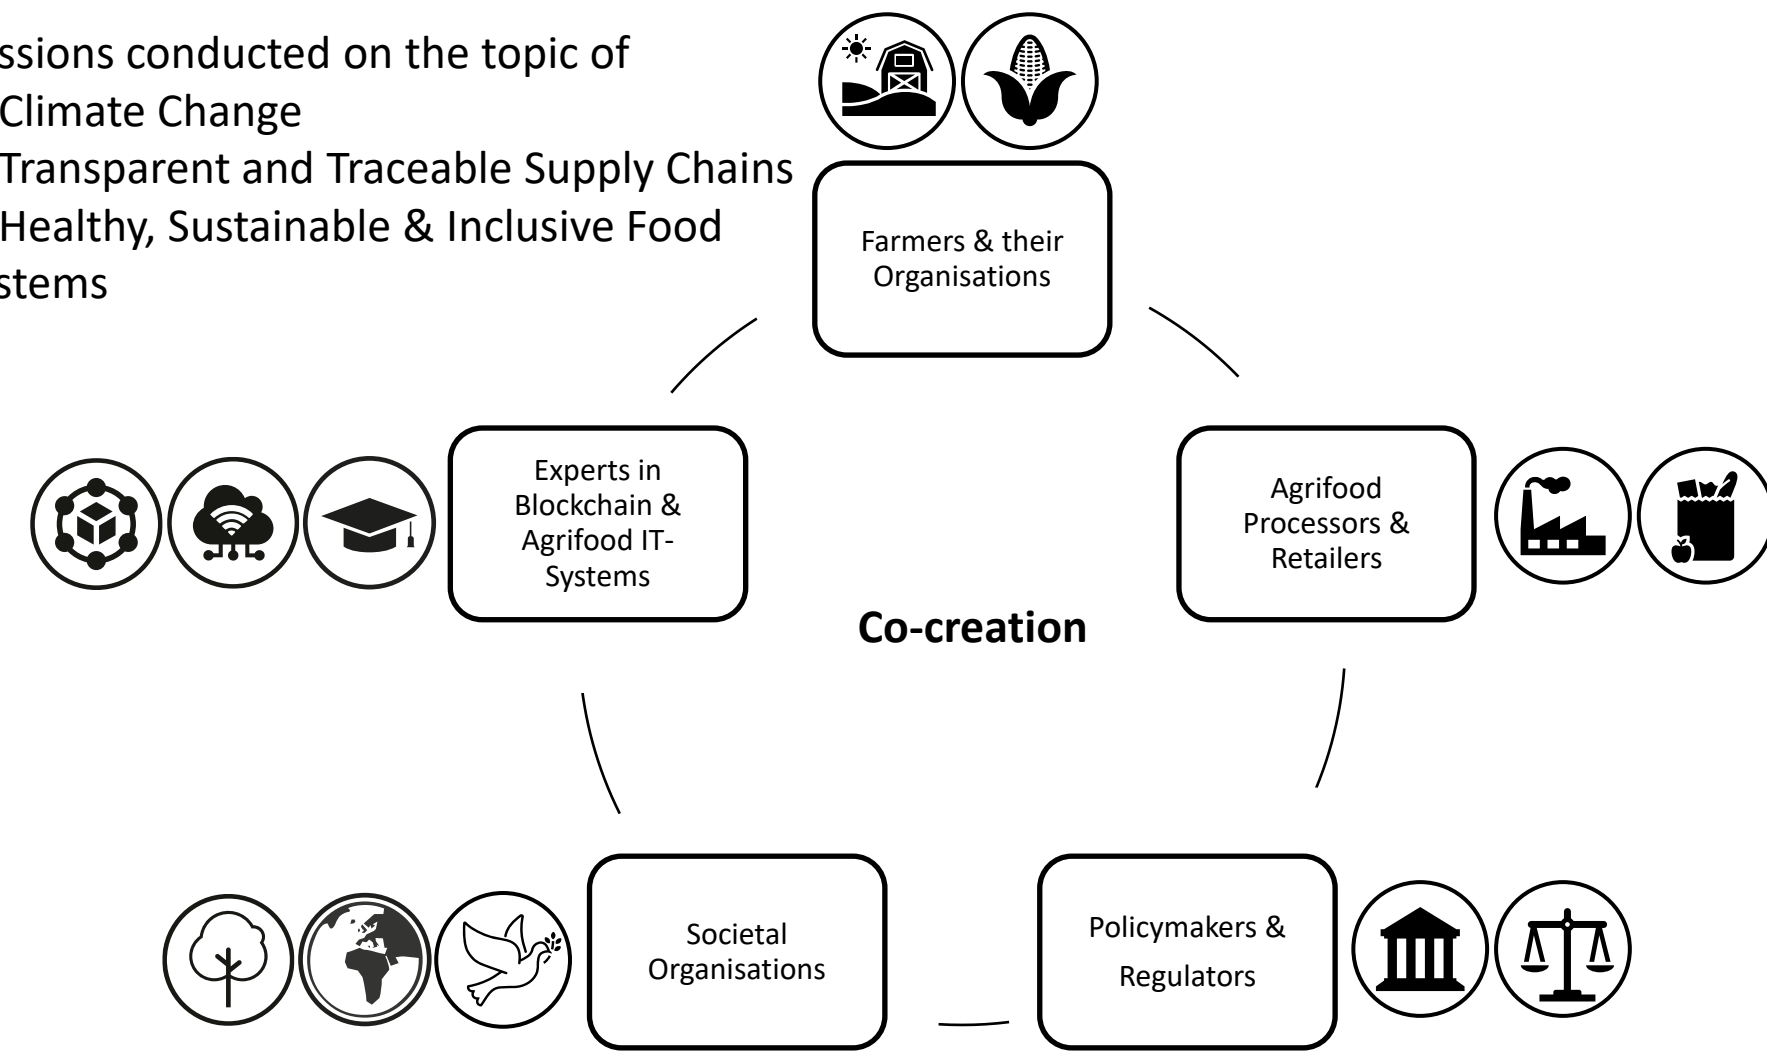 ssions conducted on the topic of
Climate Change
Transparent and Traceable Supply Chains
Healthy, Sustainable & Inclusive Food
stems
Farmers & their
Organisations
Experts in
Blockchain &
Agrifood IT-
Systems
Agrifood
Processors &
Retailers
Co-creation
Societal
Organisations
Policymakers &
Regulators